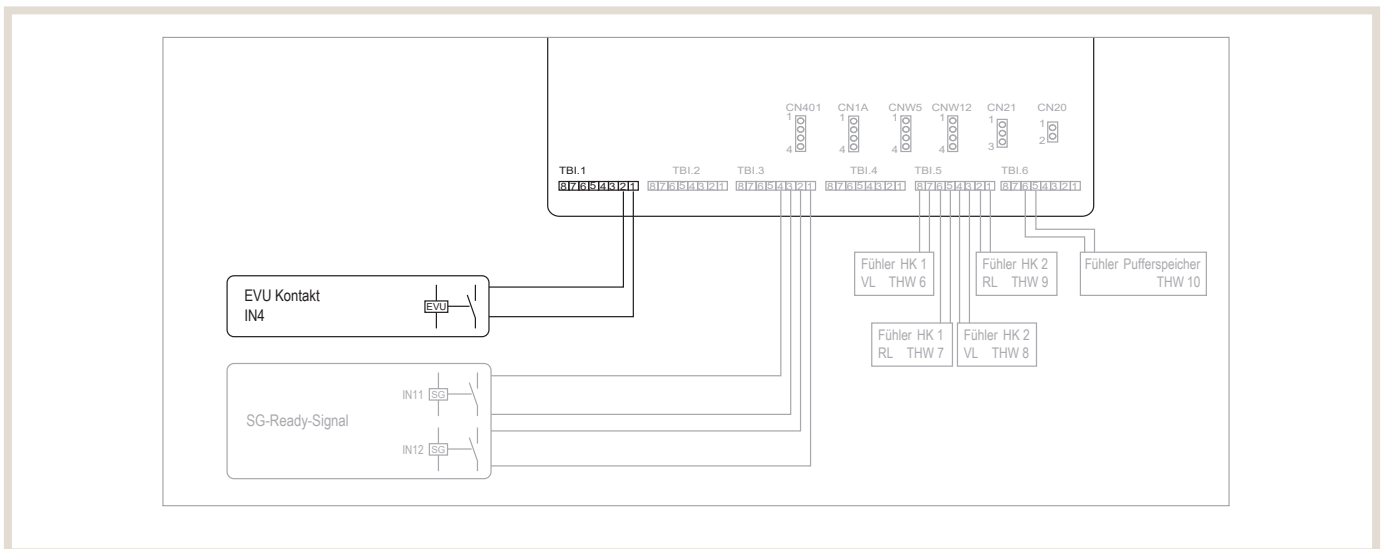 CN401 CN1A CNW5 CNW12 CN21 CN20
1 1 1 1 1 1
4 4 4 4 3 2
TBI.1 TBI.2 TBI.3 TBI.4 TBI.5 TBI.6
87654321 87654321 87654321 87654321 87654321 87654321
EVU Kontakt
IN4
EVU
Fühler HK 1
VL THW 6
Fühler HK 2
RL THW 9
Fühler Pufferspeicher
THW 10
Fühler HK 1
RL THW 7
Fühler HK 2
VL THW 8
SG-Ready-Signal
IN11 SG
IN12 SG